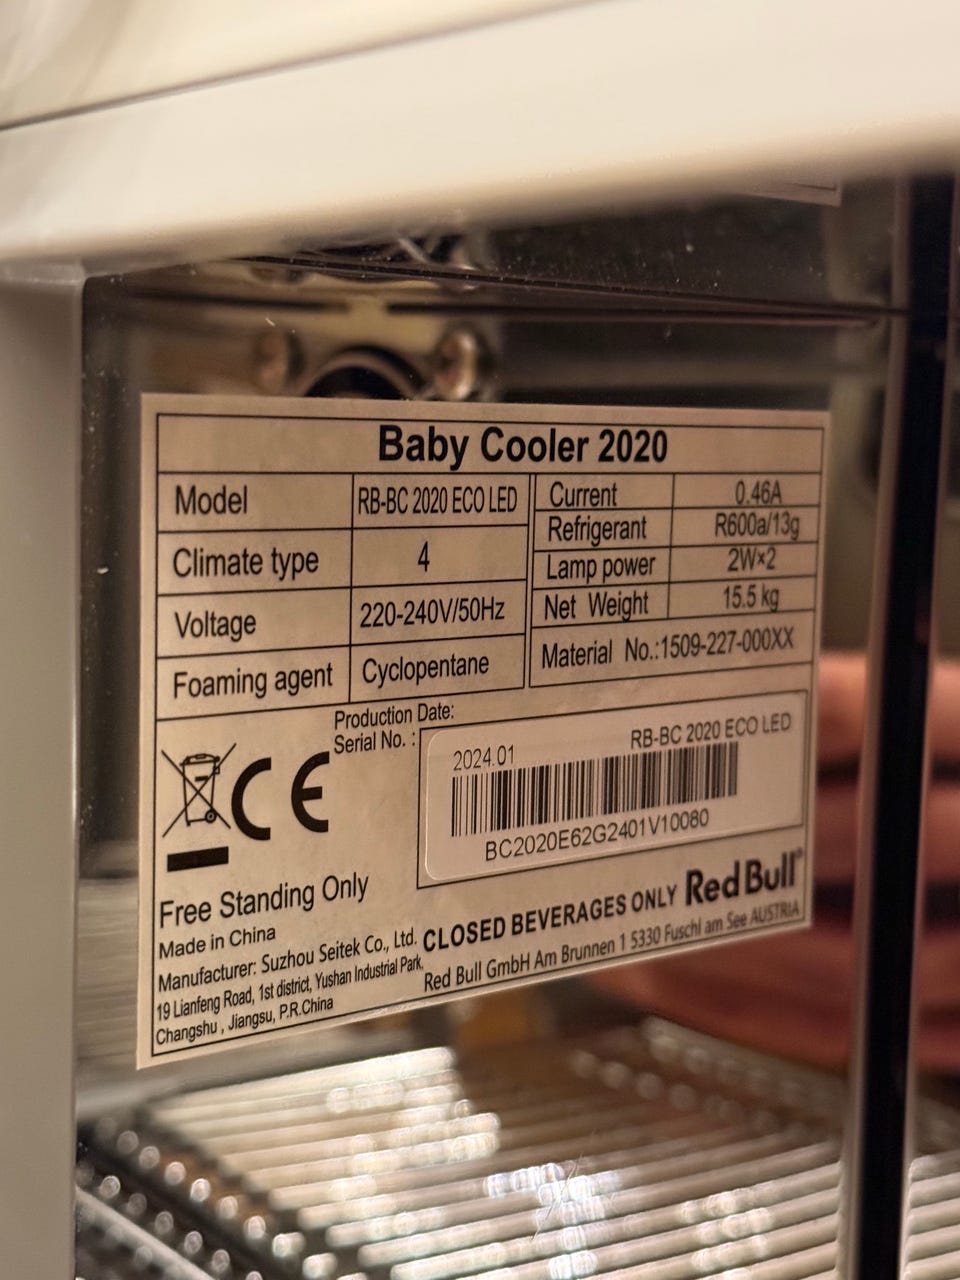 Baby Cooler 2020
Model RB-BC 2020 ECO LED
Climate type 4
Voltage 220-240V/50Hz
Foaming agent Cyclopentane
Current 0.46A
Refrigerant R600a/13g
Lamp power 2W×2
Net Weight 15.5 kg
Material No.:1509-227-000XX
Production Date:
Serial No. :
2024.01 RB-BC 2020 ECO LED
BC2020E62G2401V10080
CE
Free Standing Only
Made in China
Manufacturer: Suzhou Seitek Co., Ltd.
19 Lianfeng Road, 1st district, Yushan Industrial Park,
Changshu , Jiangsu, P.R.China
CLOSED BEVERAGES ONLY Red Bull®
Red Bull GmbH Am Brunnen 1 5330 Fuschl am See AUSTRIA